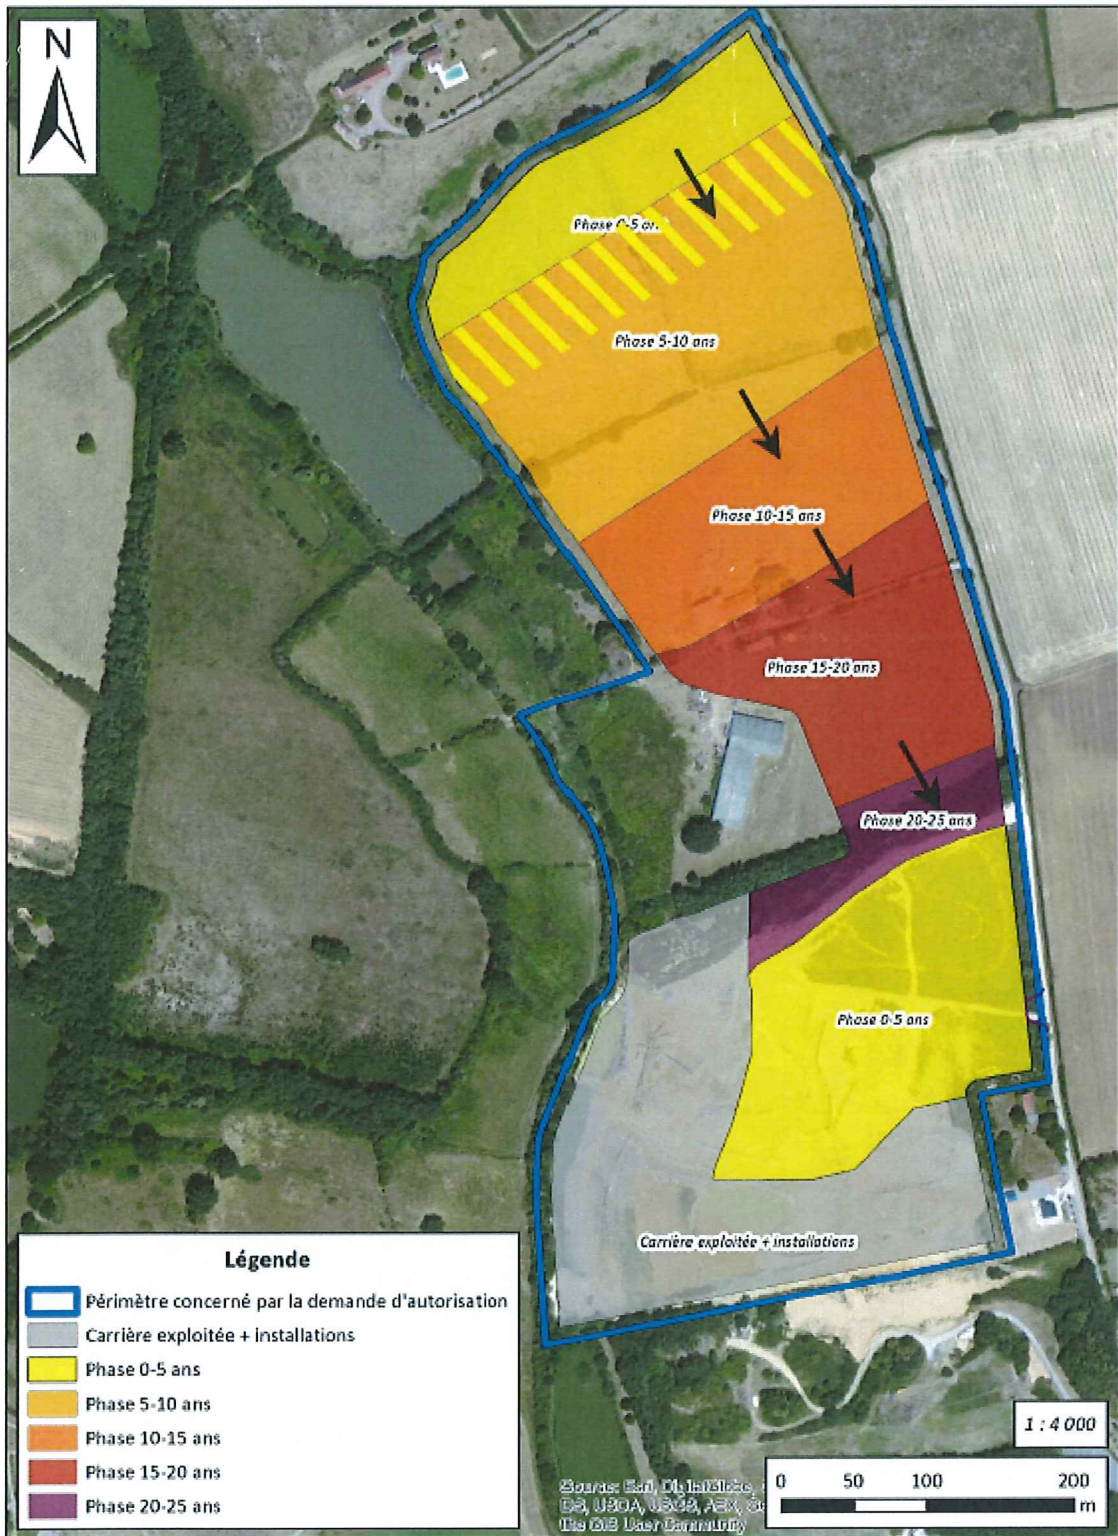 N
Phase 0-5 ans
Phase 5-10 ans
Phase 10-15 ans
Phase 15-20 ans
Phase 20-25 ans
Phase 0-5 ans
Carrière exploitée + installations
Légende
Périmètre concerné par la demande d'autorisation
Carrière exploitée + installations
Phase 0-5 ans
Phase 5-10 ans
Phase 10-15 ans
Phase 15-20 ans
Phase 20-25 ans
1 : 4 000
0 50 100 200
m
Source: Esri, DigitalGlobe,
USDA, USGS, AEX,
the GIS User Community